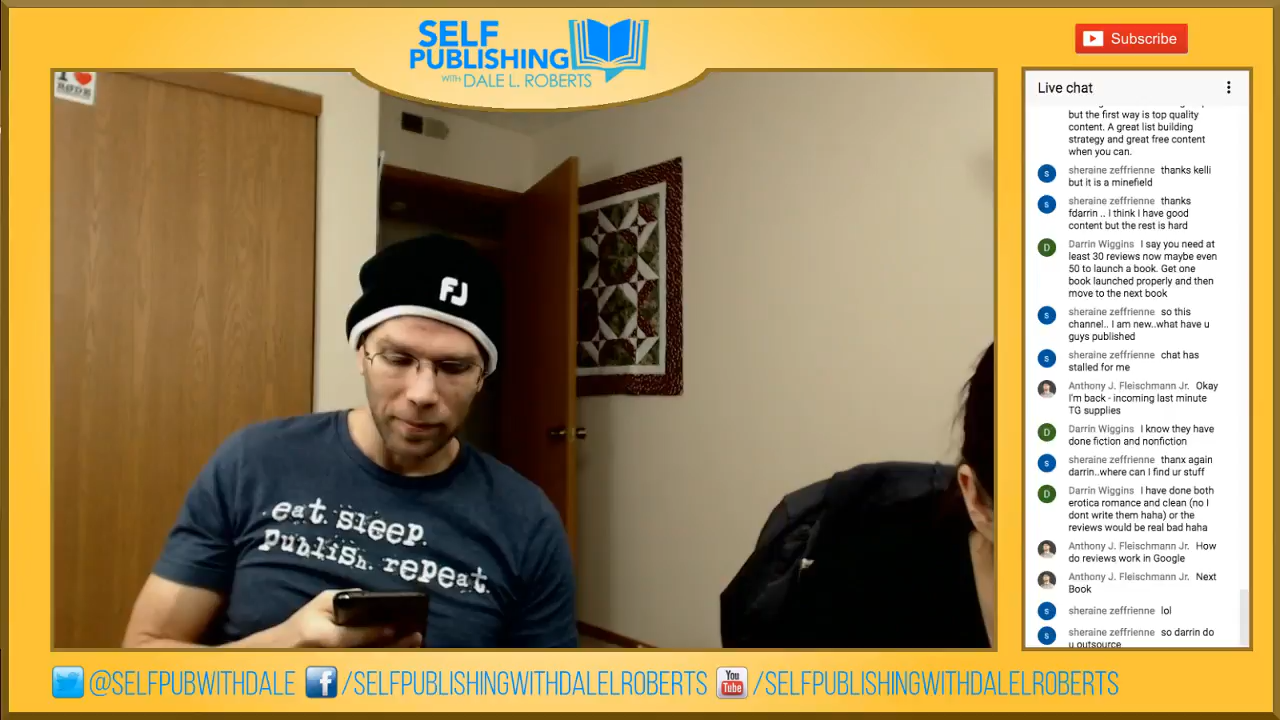 SELF
PUBLISHING
WITH DALE L. ROBERTS
Subscribe
I
RØDE
FJ
eat. sleep.
publish. repeat.
Live chat
but the first way is top quality
content. A great list building
strategy and great free content
when you can.
sheraine zeffrienne thanks kelli
but it is a minefield
sheraine zeffrienne thanks
fdarrin .. I think I have good
content but the rest is hard
Darrin Wiggins I say you need at
least 30 reviews now maybe even
50 to launch a book. Get one
book launched properly and then
move to the next book
sheraine zeffrienne so this
channel.. I am new..what have u
guys published
sheraine zeffrienne chat has
stalled for me
Anthony J. Fleischmann Jr. Okay
I'm back - incoming last minute
TG supplies
Darrin Wiggins I know they have
done fiction and nonfiction
sheraine zeffrienne thanx again
darrin..where can I find ur stuff
Darrin Wiggins I have done both
erotica romance and clean (no I
dont write them haha) or the
reviews would be real bad haha
Anthony J. Fleischmann Jr. How
do reviews work in Google
Anthony J. Fleischmann Jr. Next
Book
sheraine zeffrienne lol
sheraine zeffrienne so darrin do
u outsource
@SELFPUBWITHDALE /SELFPUBLISHINGWITHDALELROBERTS You Tube /SELFPUBLISHINGWITHDALELROBERTS